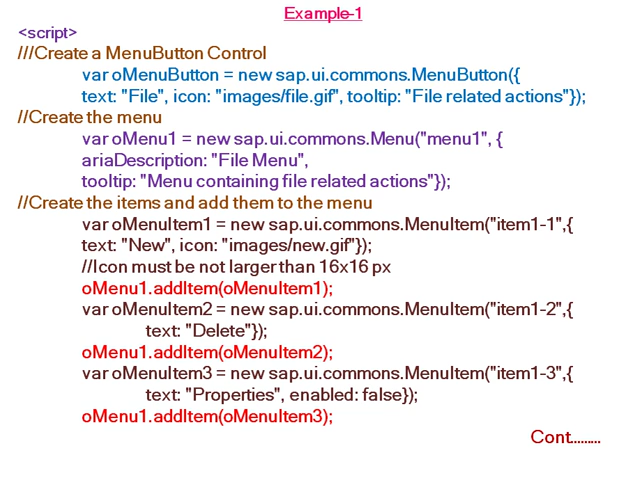 Example-1
<script>
///Create a MenuButton Control
var oMenuButton = new sap.ui.commons.MenuButton({
text: "File", icon: "images/file.gif", tooltip: "File related actions"});
//Create the menu
var oMenu1 = new sap.ui.commons.Menu("menu1", {
ariaDescription: "File Menu",
tooltip: "Menu containing file related actions"});
//Create the items and add them to the menu
var oMenuItem1 = new sap.ui.commons.MenuItem("item1-1",{
text: "New", icon: "images/new.gif"});
//Icon must be not larger than 16x16 px
oMenu1.addItem(oMenuItem1);
var oMenuItem2 = new sap.ui.commons.MenuItem("item1-2",{
text: "Delete"});
oMenu1.addItem(oMenuItem2);
var oMenuItem3 = new sap.ui.commons.MenuItem("item1-3",{
text: "Properties", enabled: false});
oMenu1.addItem(oMenuItem3);
Cont.........